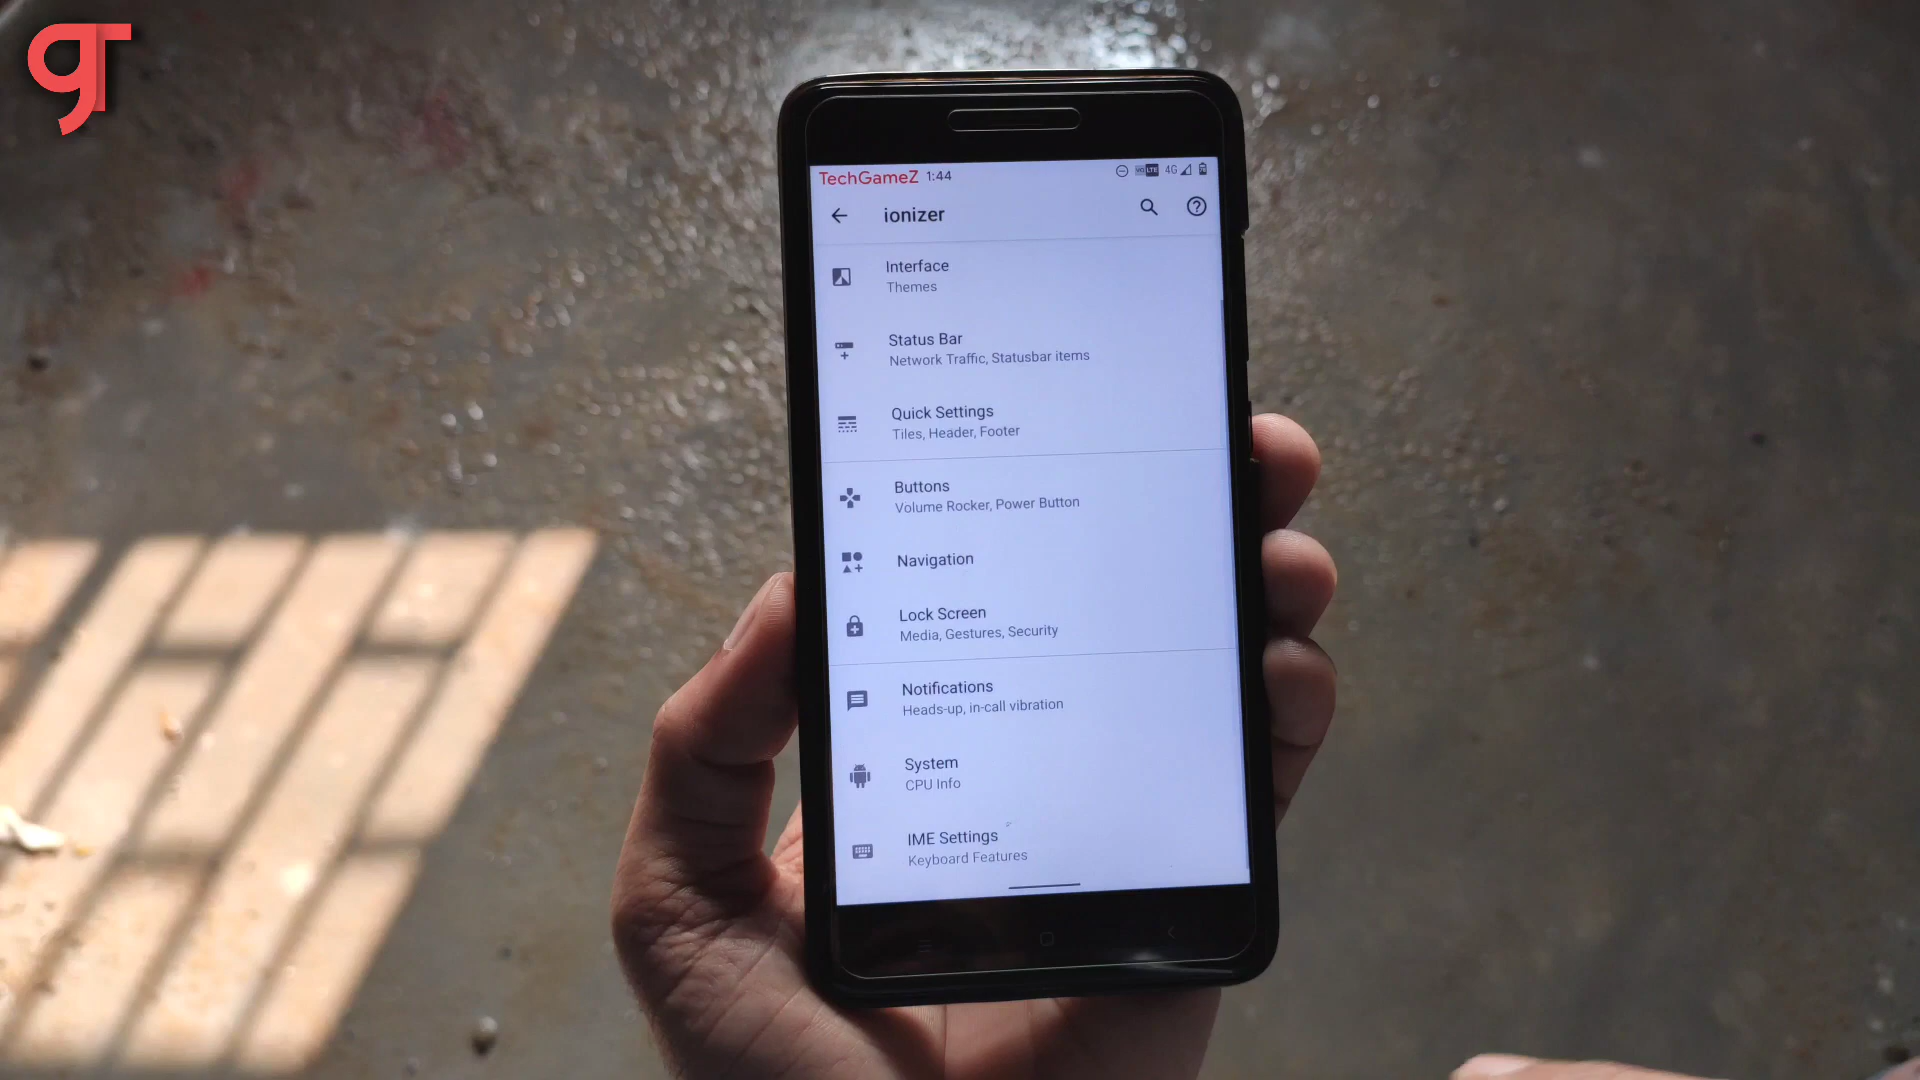 TechGameZ 1:44
VO LTE 4G
ionizer
Interface
Themes
Status Bar
Network Traffic, Statusbar items
Quick Settings
Tiles, Header, Footer
Buttons
Volume Rocker, Power Button
Navigation
Lock Screen
Media, Gestures, Security
Notifications
Heads-up, in-call vibration
System
CPU Info
IME Settings
Keyboard Features